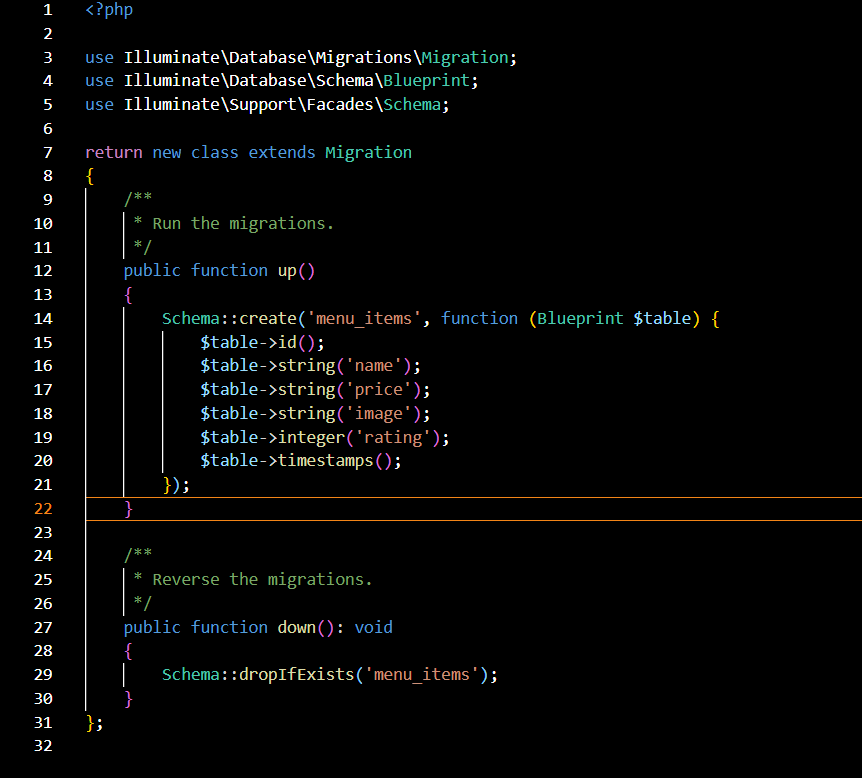 1 <?php
2
3 use Illuminate\Database\Migrations\Migration;
4 use Illuminate\Database\Schema\Blueprint;
5 use Illuminate\Support\Facades\Schema;
6
7 return new class extends Migration
8 {
9     /**
10      * Run the migrations.
11      */
12     public function up()
13     {
14         Schema::create('menu_items', function (Blueprint $table) {
15             $table->id();
16             $table->string('name');
17             $table->string('price');
18             $table->string('image');
19             $table->integer('rating');
20             $table->timestamps();
21         });
22     }
23
24     /**
25      * Reverse the migrations.
26      */
27     public function down(): void
28     {
29         Schema::dropIfExists('menu_items');
30     }
31 };
32